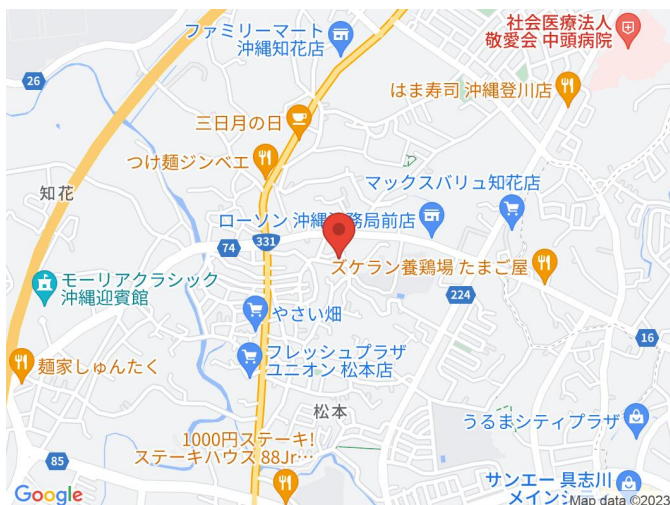 ファミリーマート
沖縄知花店
社会医療法人
敬愛会 中頭病院
26
はま寿司 沖縄登川店
三日月の日
つけ麺ジンベエ
知花
マックスバリュ知花店
ローソン 沖縄
務局前店
74
331
ズケラン養鶏場 たまご屋
モーリアクラシック
沖縄迎賓館
224
やさい畑
16
フレッシュプラザ
ユニオン 松本店
麺家しゅんたく
松本
うるまシティプラザ
1000円ステーキ!
ステーキハウス 88Jr…
85
サンエー 具志川
メインシ
Google
Map data ©2023